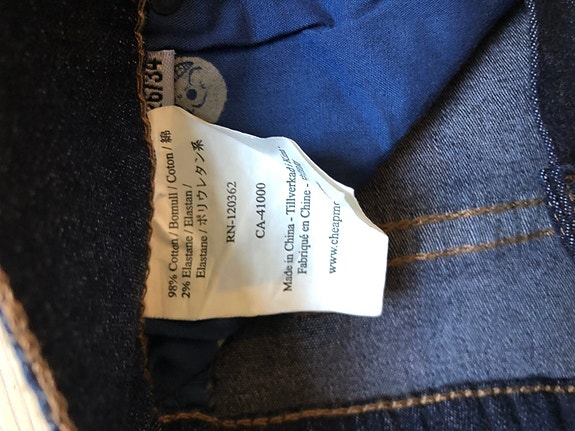 26/34
98% Cotton / Bomull / Coton / 綿
2% Elastane / Elastan /
Elastane / ポリウレタン系
RN-120362
CA-41000
Made in China - Tillverkad i
Fabriqué en Chine -
www.cheapmo